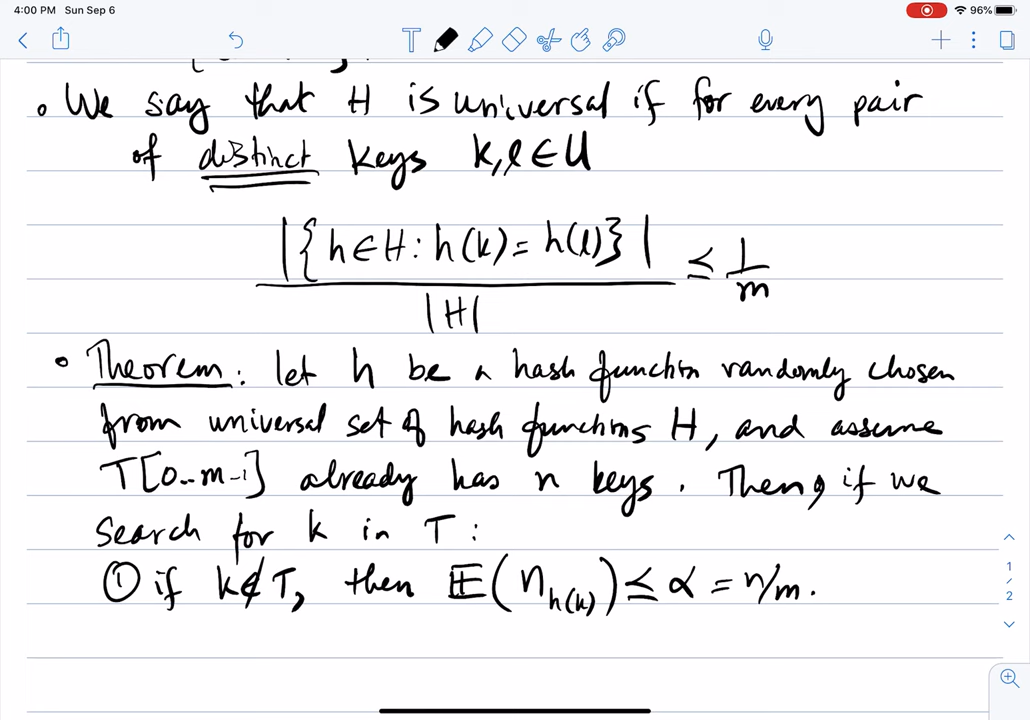 4:00 PM Sun Sep 6 96%
• We say that H is universal if for every pair
of distinct keys k, l ∈ U
|{h ∈ H : h(k) = h(l)}| / |H| ≤ 1/m
• Theorem: let h be a hash function randomly chosen
from universal set of hash functions H, and assume
T[0..m-1] already has n keys. Then, if we
search for k in T:
① if k ∉ T, then 𝔼(n_{h(k)}) ≤ α = n/m.
1
/
2